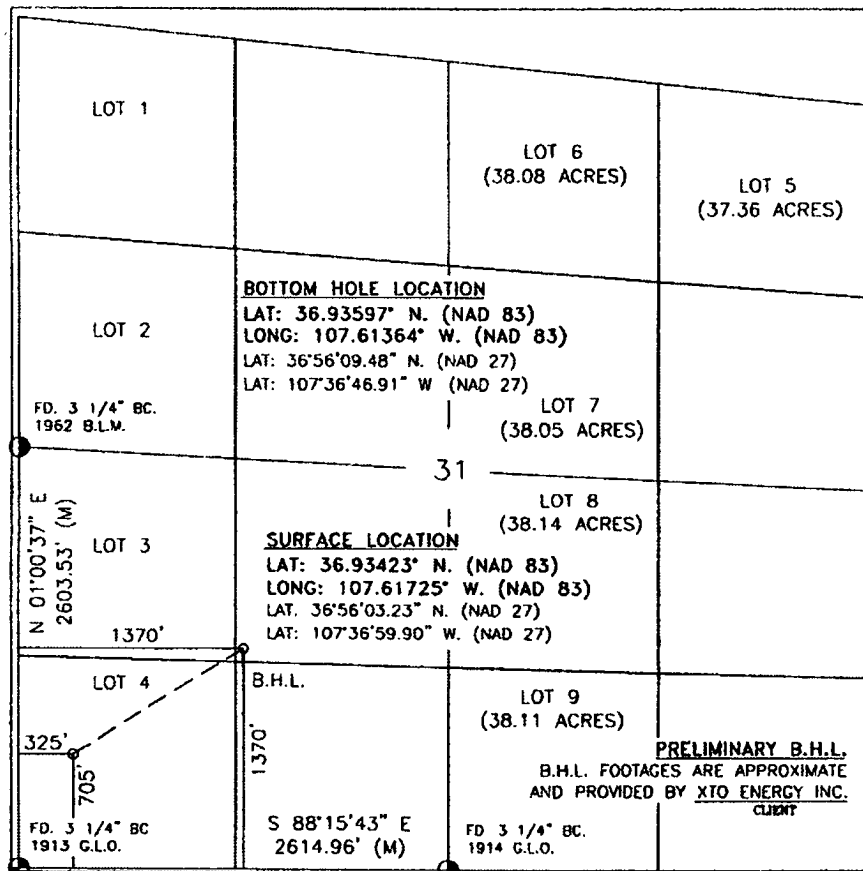 LOT 1
LOT 6
(38.08 ACRES)
LOT 5
(37.36 ACRES)
BOTTOM HOLE LOCATION
LAT: 36.93597° N. (NAD 83)
LONG: 107.61364° W. (NAD 83)
LAT: 36°56'09.48" N. (NAD 27)
LAT: 107°36'46.91" W (NAD 27)
LOT 2
FD. 3 1/4" BC.
1962 B.L.M.
LOT 7
(38.05 ACRES)
31
LOT 8
(38.14 ACRES)
N 01°00'37" E
2603.53' (M)
LOT 3
SURFACE LOCATION
LAT: 36.93423° N. (NAD 83)
LONG: 107.61725° W. (NAD 83)
LAT. 36°56'03.23" N. (NAD 27)
LAT: 107°36'59.90" W. (NAD 27)
1370'
LOT 4
B.H.L.
LOT 9
(38.11 ACRES)
325'
705'
1370'
PRELIMINARY B.H.L.
B.H.L. FOOTAGES ARE APPROXIMATE
AND PROVIDED BY XTO ENERGY INC.
CLIENT
FD. 3 1/4" BC
1913 G.L.O.
S 88°15'43" E
2614.96' (M)
FD 3 1/4" BC.
1914 G.L.O.